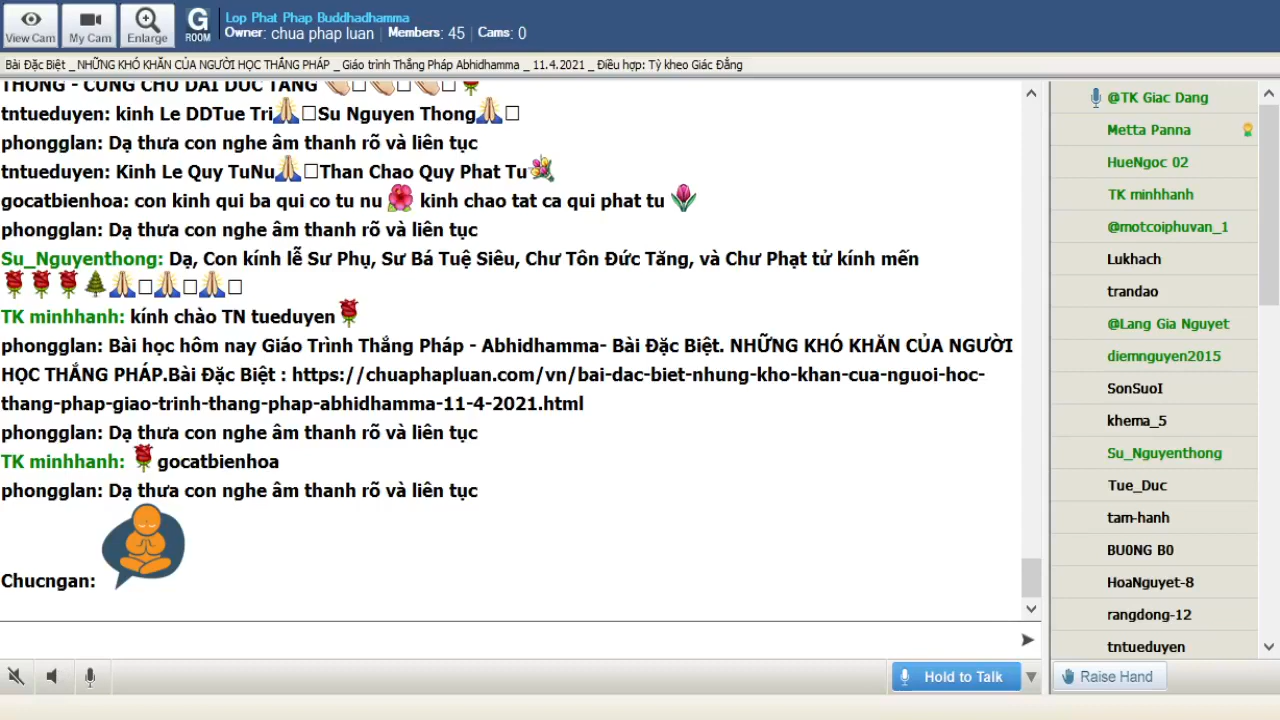 View Cam
My Cam
Enlarge
G
ROOM
Lop Phat Phap Buddhadhamma
Owner: chua phap luan | Members: 45 | Cams: 0
Bài Đặc Biệt _ NHỮNG KHÓ KHĂN CỦA NGƯỜI HỌC THẮNG PHÁP _ Giáo trình Thắng Pháp Abhidhamma _ 11.4.2021 _ Điều hợp: Tỳ kheo Giác Đẳng
THONG - CUNG CHU DAI DUC TANG
tntueduyen: kinh Le DDTue Tri Su Nguyen Thong
phongglan: Dạ thưa con nghe âm thanh rõ và liên tục
tntueduyen: Kinh Le Quy TuNu Than Chao Quy Phat Tu
gocatbienhoa: con kinh qui ba qui co tu nu kinh chao tat ca qui phat tu
phongglan: Dạ thưa con nghe âm thanh rõ và liên tục
Su_Nguyenthong: Dạ, Con kính lễ Sư Phụ, Sư Bá Tuệ Siêu, Chư Tôn Đức Tăng, và Chư Phạt tử kính mến
TK minhhanh: kính chào TN tueduyen
phongglan: Bài học hôm nay Giáo Trình Thắng Pháp - Abhidhamma- Bài Đặc Biệt. NHỮNG KHÓ KHĂN CỦA NGƯỜI
HỌC THẮNG PHÁP.Bài Đặc Biệt : https://chuaphapluan.com/vn/bai-dac-biet-nhung-kho-khan-cua-nguoi-hoc-
thang-phap-giao-trinh-thang-phap-abhidhamma-11-4-2021.html
phongglan: Dạ thưa con nghe âm thanh rõ và liên tục
TK minhhanh: gocatbienhoa
phongglan: Dạ thưa con nghe âm thanh rõ và liên tục
Chucngan:
Hold to Talk
@TK Giac Dang
Metta Panna
HueNgoc 02
TK minhhanh
@motcoiphuvan_1
Lukhach
trandao
@Lang Gia Nguyet
diemnguyen2015
SonSuoI
khema_5
Su_Nguyenthong
Tue_Duc
tam-hanh
BU0NG B0
HoaNguyet-8
rangdong-12
tntueduyen
Raise Hand